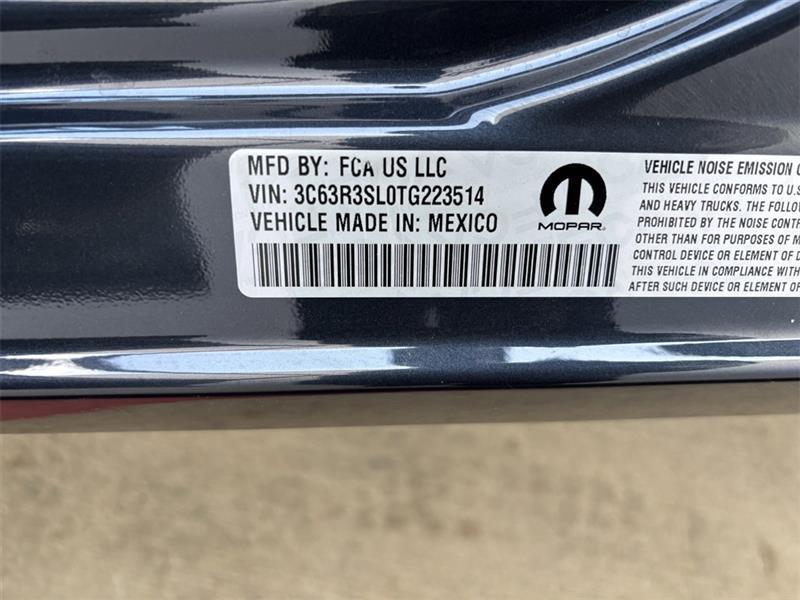 MFD BY: FCA US LLC
VIN: 3C63R3SL0TG223514
VEHICLE MADE IN: MEXICO
MOPAR
VEHICLE NOISE EMISSION
THIS VEHICLE CONFORMS TO U.S
AND HEAVY TRUCKS. THE FOLLOW
PROHIBITED BY THE NOISE CONTR
OTHER THAN FOR PURPOSES OF M
CONTROL DEVICE OR ELEMENT OF D
THIS VEHICLE IN COMPLIANCE WITH
AFTER SUCH DEVICE OR ELEMENT OF